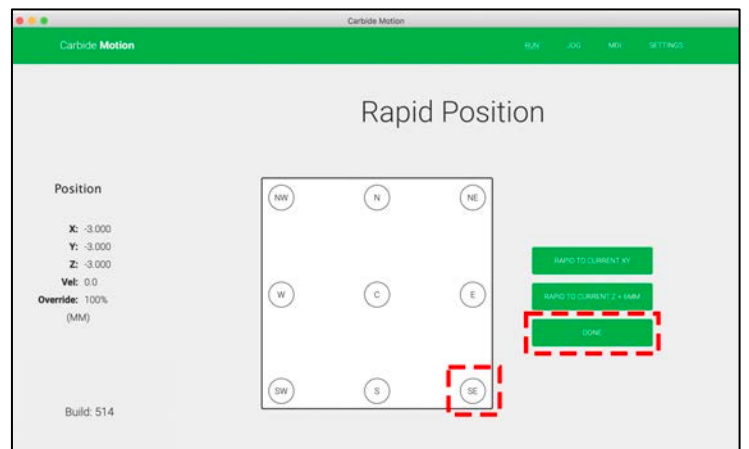 Carbide Motion
Carbide Motion
RUN JOG MDI SETTINGS
Rapid Position
Position
X: -3.000
Y: -3.000
Z: -3.000
Vel: 0.0
Override: 100%
(MM)
Build: 514
NW N NE
W C E
SW S SE
RAPID TO CURRENT XY
RAPID TO CURRENT Z + 6MM
DONE